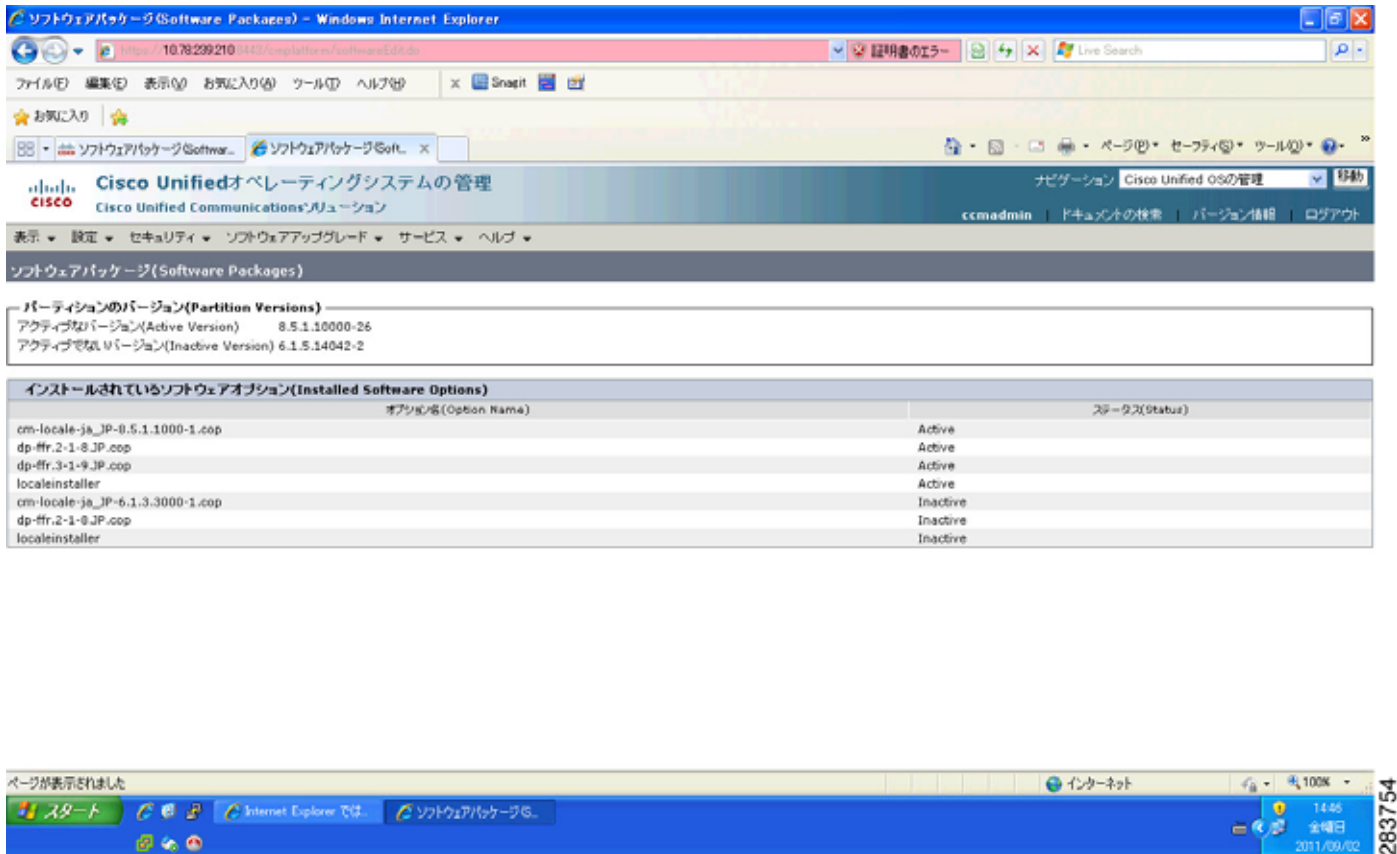 ソフトウェアパッケージ(Software Packages) - Windows Internet Explorer
https://10.78.239.210:8443/cmplatform/softwareEdit.do 証明書のエラー Live Search
ファイル(F) 編集(E) 表示(V) お気に入り(A) ツール(T) ヘルプ(H) x Snagit
お気に入り
ソフトウェアパッケージ(Softwar... ソフトウェアパッケージ(Soft... ページ(P) セーフティ(S) ツール(O)
CISCO
Cisco Unifiedオペレーティングシステムの管理
Cisco Unified Communicationsソリューション
ナビゲーション Cisco Unified OSの管理 移動
ccmadmin | ドキュメントの検索 | バージョン情報 | ログアウト
表示 設定 セキュリティ ソフトウェアアップグレード サービス ヘルプ
ソフトウェアパッケージ(Software Packages)
パーティションのバージョン(Partition Versions)
アクティブなバージョン(Active Version) 8.5.1.10000-26
アクティブでないバージョン(Inactive Version) 6.1.5.14042-2
インストールされているソフトウェアオプション(Installed Software Options)
オプション名(Option Name) ステータス(Status)
cm-locale-ja_JP-8.5.1.1000-1.cop Active
dp-ffr.2-1-8.JP.cop Active
dp-ffr.3-1-9.JP.cop Active
localeinstaller Active
cm-locale-ja_JP-6.1.3.3000-1.cop Inactive
dp-ffr.2-1-8.JP.cop Inactive
localeinstaller Inactive
ページが表示されました インターネット 100%
スタート Internet Explorer では... ソフトウェアパッケージ(S...
14:46
金曜日
2011/09/02
283754